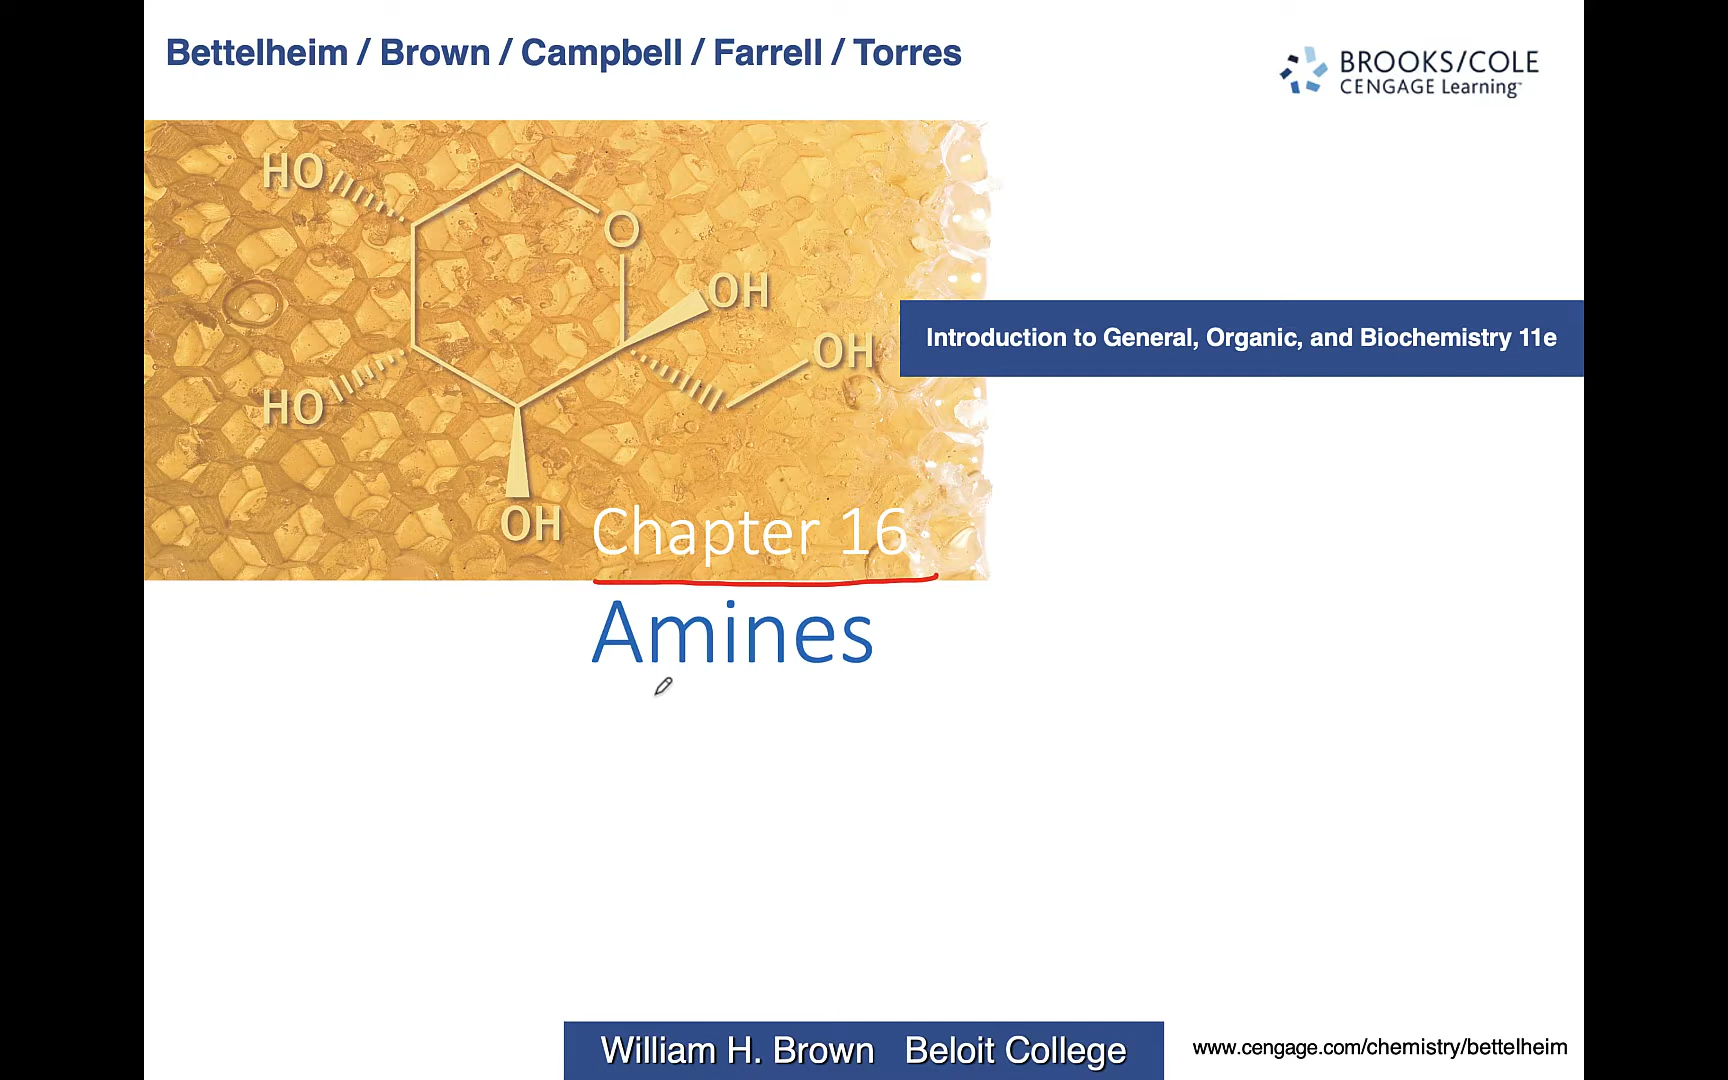 Bettelheim / Brown / Campbell / Farrell / Torres
BROOKS/COLE
CENGAGE Learning™
HO
O
OH
OH
HO
OH
Introduction to General, Organic, and Biochemistry 11e
Chapter 16
Amines
William H. Brown Beloit College
www.cengage.com/chemistry/bettelheim